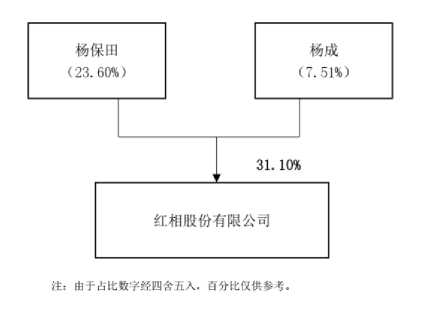 杨保田
（23.60%）
杨成
（7.51%）
31.10%
红相股份有限公司
注：由于占比数字经四舍五入，百分比仅供参考。